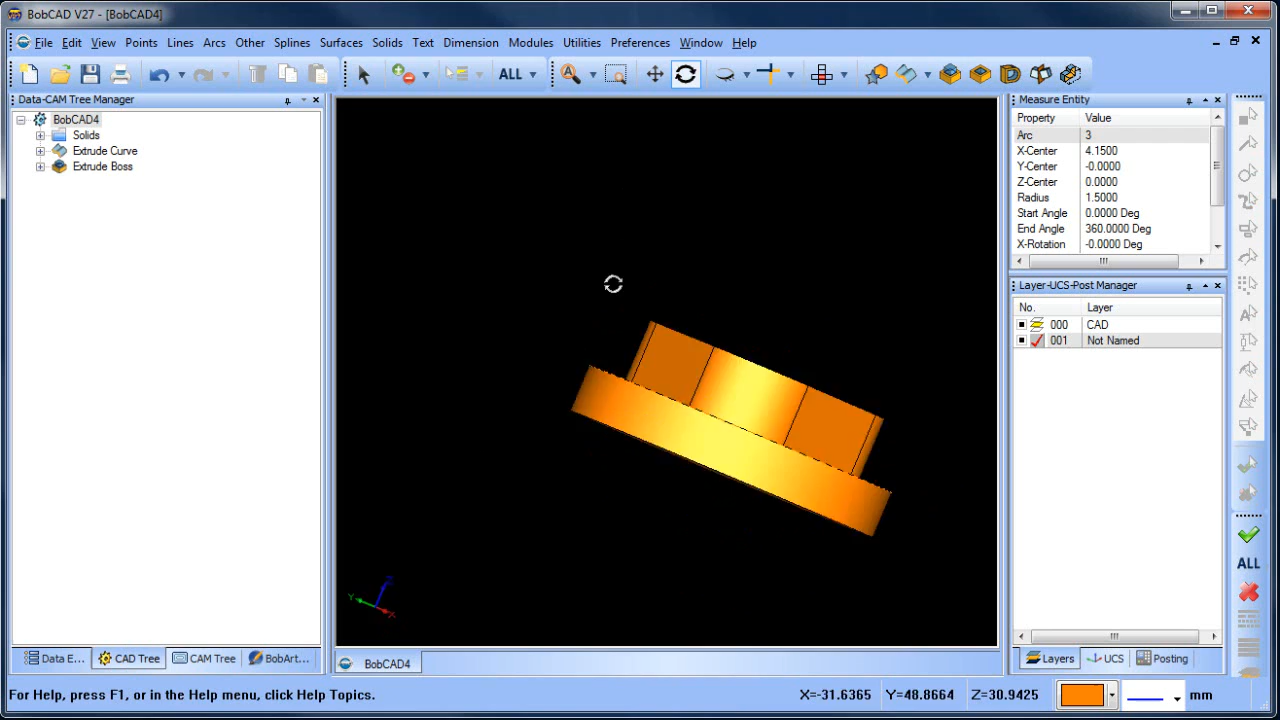 BobCAD V27 - [BobCAD4]
File Edit View Points Lines Arcs Other Splines Surfaces Solids Text Dimension Modules Utilities Preferences Window Help
ALL
Data-CAM Tree Manager
BobCAD4
Solids
Extrude Curve
Extrude Boss
Measure Entity
Property Value
Arc 3
X-Center 4.1500
Y-Center -0.0000
Z-Center 0.0000
Radius 1.5000
Start Angle 0.0000 Deg
End Angle 360.0000 Deg
X-Rotation -0.0000 Deg
Layer-UCS-Post Manager
No. Layer
000 CAD
001 Not Named
ALL
Z
Y
X
Data E... CAD Tree CAM Tree BobArt...
BobCAD4
Layers UCS Posting
For Help, press F1, or in the Help menu, click Help Topics.
X=-31.6365 Y=48.8664 Z=30.9425 mm